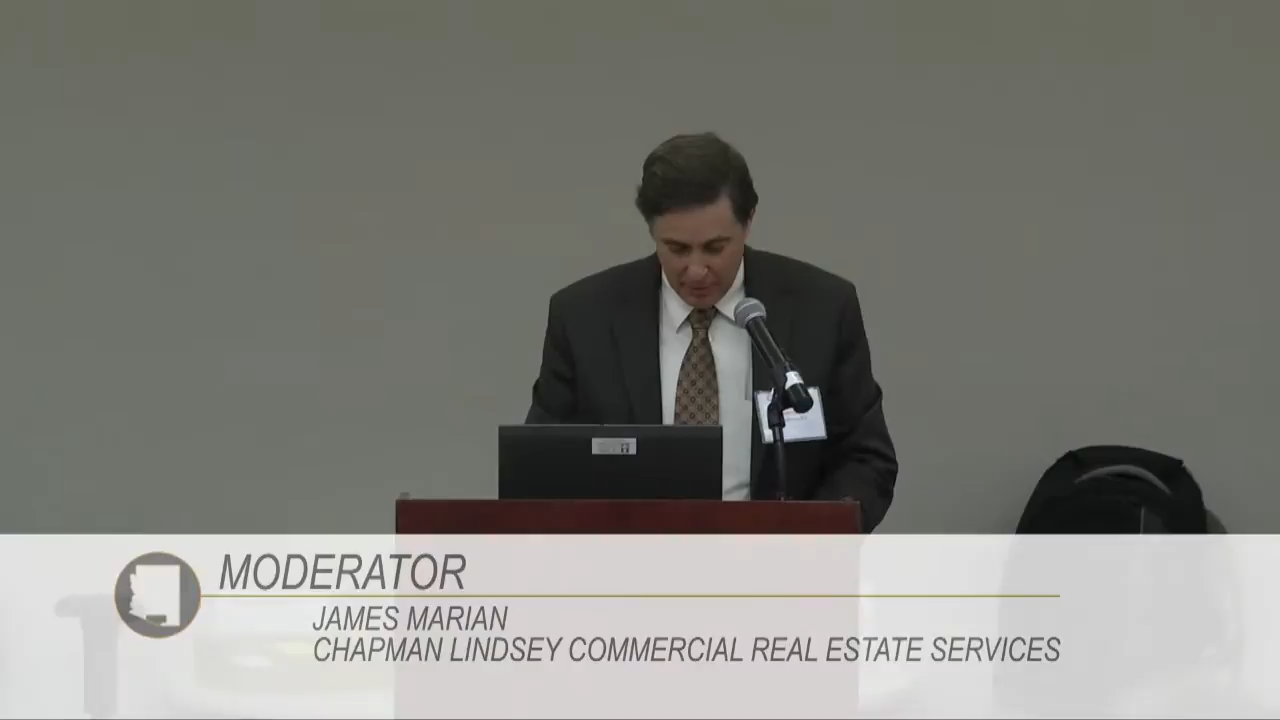 MODERATOR
JAMES MARIAN
CHAPMAN LINDSEY COMMERCIAL REAL ESTATE SERVICES